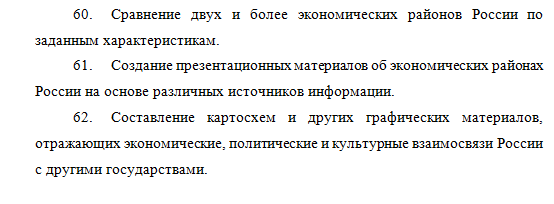 60. Сравнение двух и более экономических районов России по
заданным характеристикам.
61. Создание презентационных материалов об экономических районах
России на основе различных источников информации.
62. Составление картосхем и других графических материалов,
отражающих экономические, политические и культурные взаимосвязи России
с другими государствами.